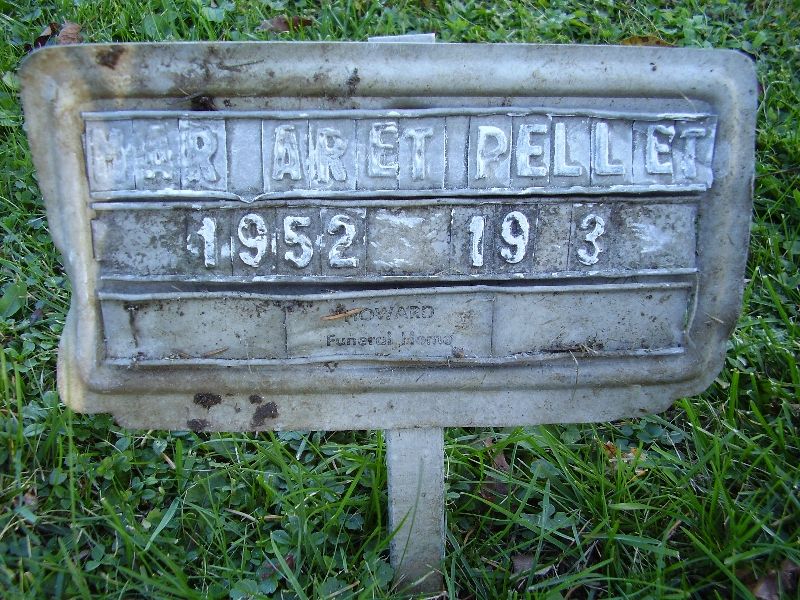 MAR ARET PELLET
1952 - 19 3
HOWARD
Funeral Home